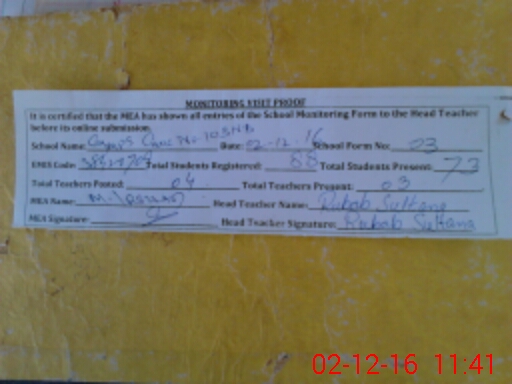 MONITORING VISIT PROOF
It is certified that the MEA has shown all entries of the School Monitoring Form to the Head Teacher
before its online submission.
School Name: Date: 02-12-16 School Form No: 03
EMIS Code: Total Students Registered: 88 Total Students Present: 73
Total Teachers Posted: 04 Total Teachers Present: 03
MEA Name: M. Head Teacher Name: Rubab Sultana
MEA Signature: Head Teacher Signature: Rubab Sultana
02-12-16 11:41